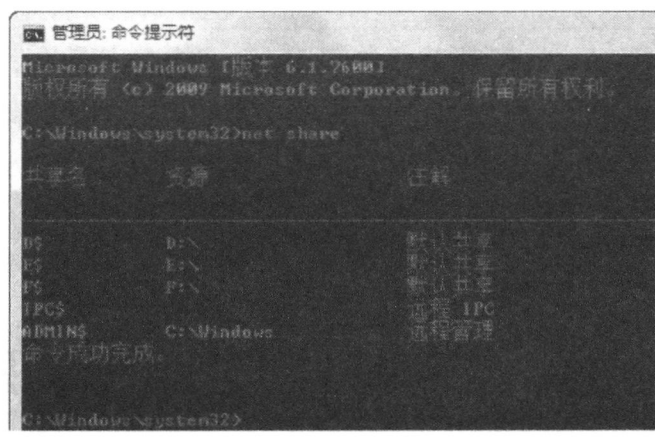 管理员: 命令提示符
Microsoft Windows [版本 6.1.7600]
版权所有 (c) 2009 Microsoft Corporation。保留所有权利。
C:\Windows\system32>net share
共享名 资源 注解
D$ D:\ 默认共享
E$ E:\ 默认共享
F$ F:\ 默认共享
IPC$ 远程 IPC
ADMIN$ C:\Windows 远程管理
命令成功完成。
C:\Windows\system32>